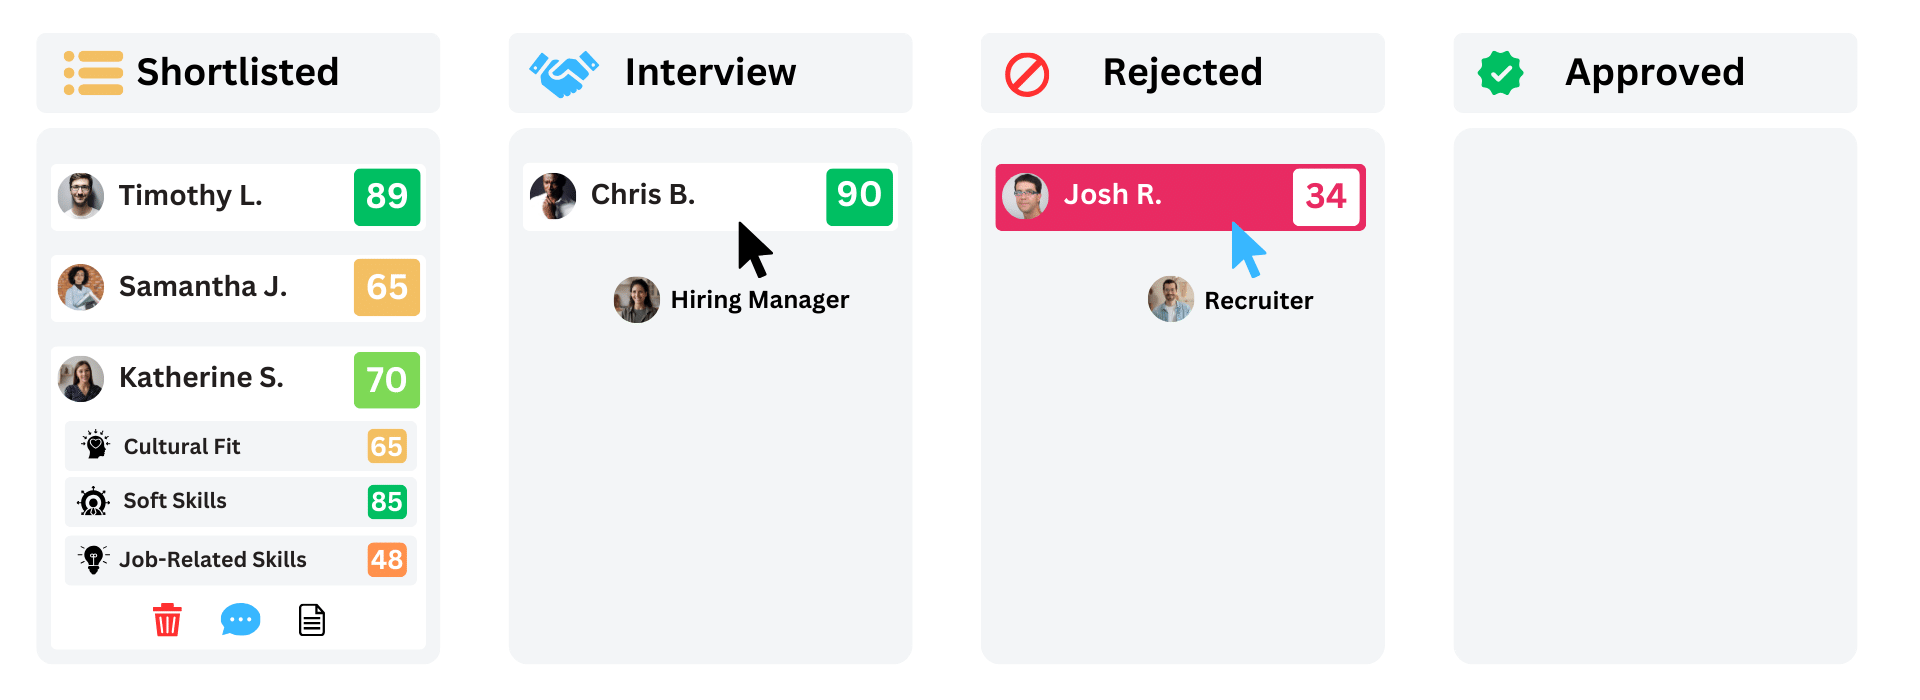 Shortlisted
Timothy L.
89
Samantha J.
65
Katherine S.
70
Cultural Fit
65
Soft Skills
85
Job-Related Skills
48
Interview
Chris B.
90
Hiring Manager
Rejected
Josh R.
34
Recruiter
Approved